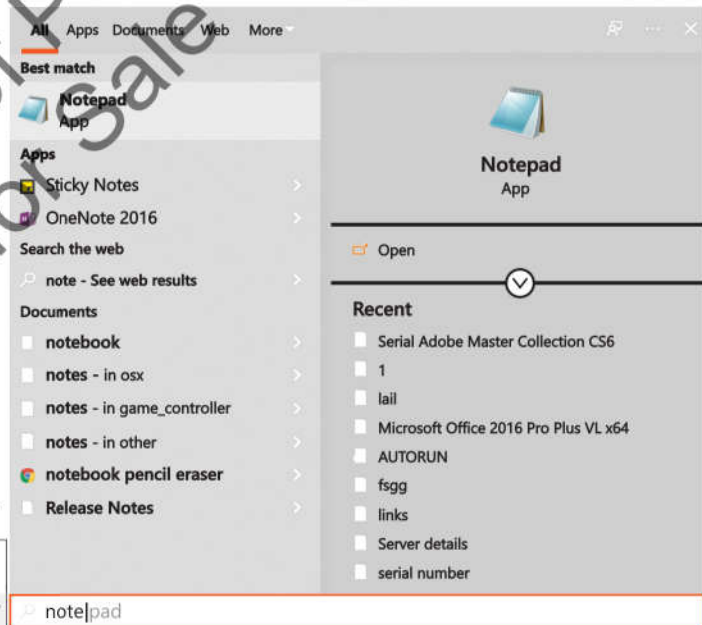 All Apps Documents Web More
Best match
Notepad
App
Apps
Sticky Notes
OneNote 2016
Search the web
note - See web results
Documents
notebook
notes - in osx
notes - in game_controller
notes - in other
notebook pencil eraser
Release Notes
Notepad
App
Open
Recent
Serial Adobe Master Collection CS6
1
lail
Microsoft Office 2016 Pro Plus VL x64
AUTORUN
fsgg
links
Server details
serial number
notepad
for Sale